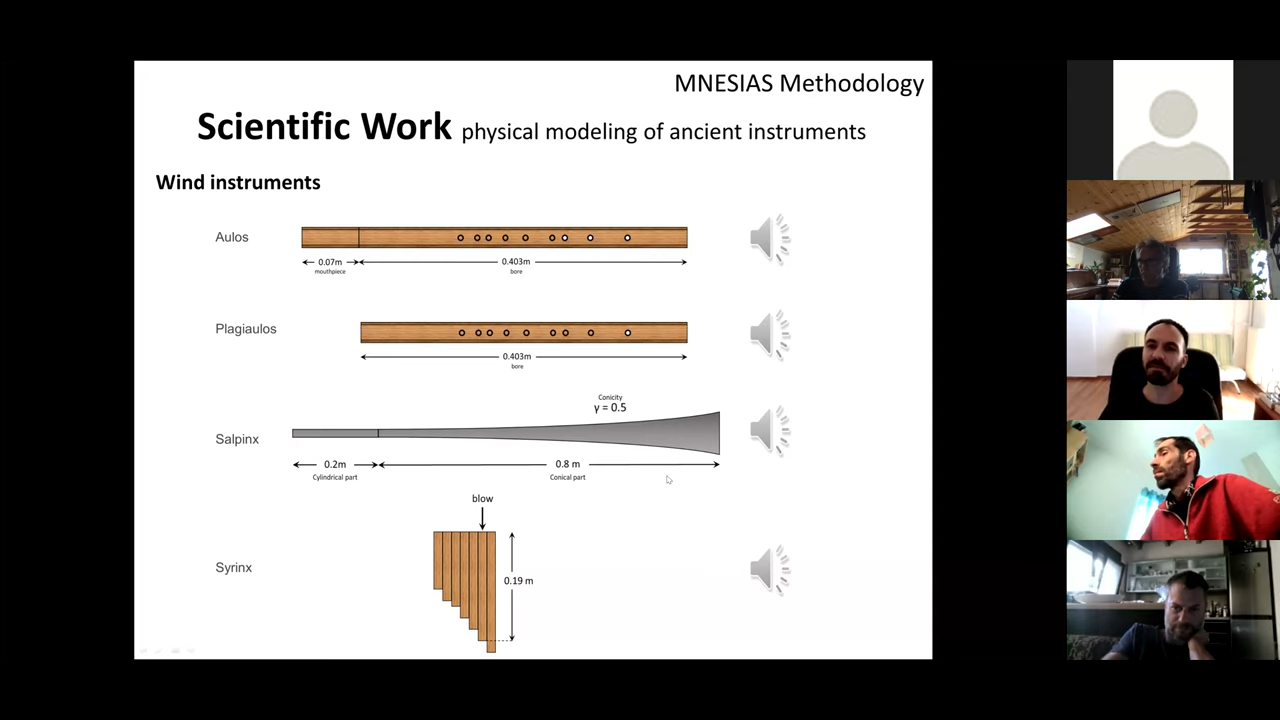 MNESIAS Methodology
Scientific Work physical modeling of ancient instruments
Wind instruments
Aulos
0.07m
mouthpiece
0.403m
bore
Plagiaulos
0.403m
bore
Conicity
γ = 0.5
Salpinx
0.2m
Cylindrical part
0.8 m
Conical part
blow
Syrinx
0.19 m